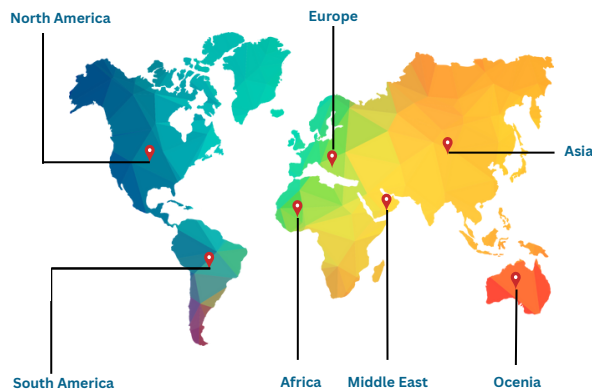 North America
Europe
Asia
South America
Africa
Middle East
Ocenia